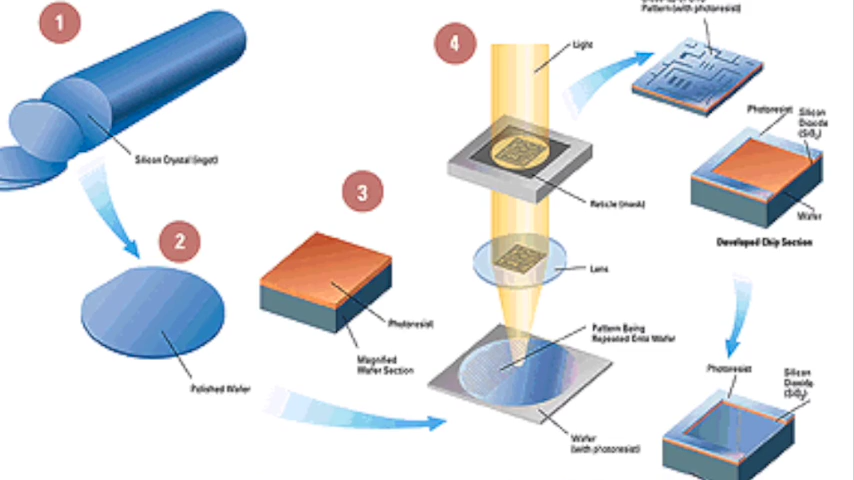 1
Silicon Crystal (ingot)
2
Polished Wafer
3
Photoresist
Magnified
Wafer Section
4
Light
Reticle (mask)
Lens
Pattern Being
Repeated Onto Wafer
Wafer
(with photoresist)
Pattern (with photoresist)
Photoresist
Silicon
Dioxide
(SiO₂)
Wafer
Developed Chip Section
Photoresist
Silicon
Dioxide
(SiO₂)